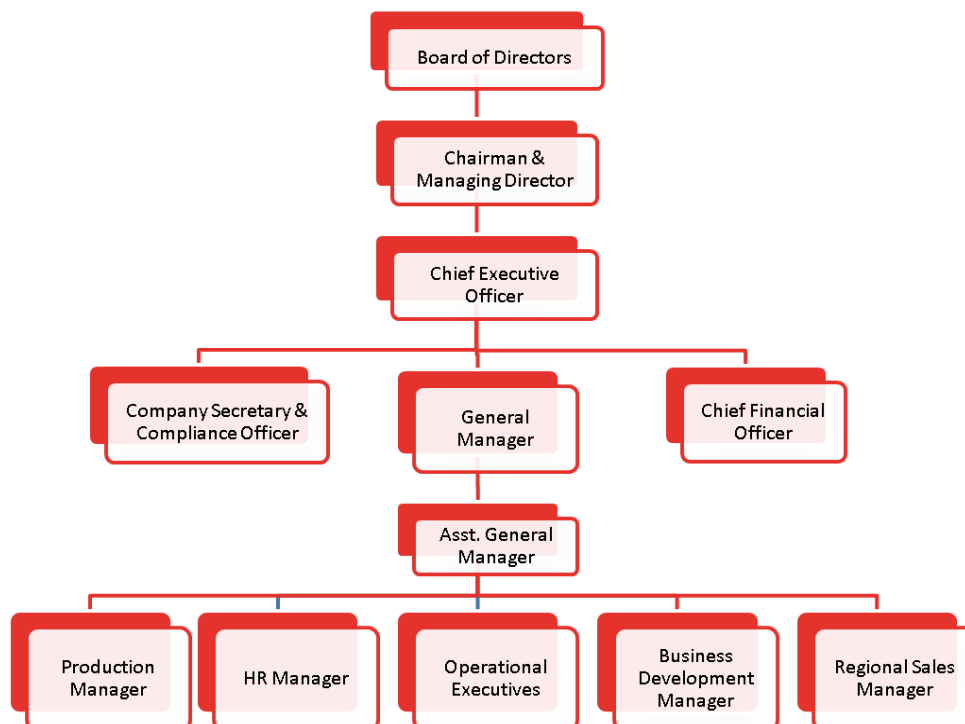 Board of Directors
Chairman &
Managing Director
Chief Executive
Officer
Company Secretary &
Compliance Officer
General
Manager
Chief Financial
Officer
Asst. General
Manager
Production
Manager
HR Manager
Operational
Executives
Business
Development
Manager
Regional Sales
Manager